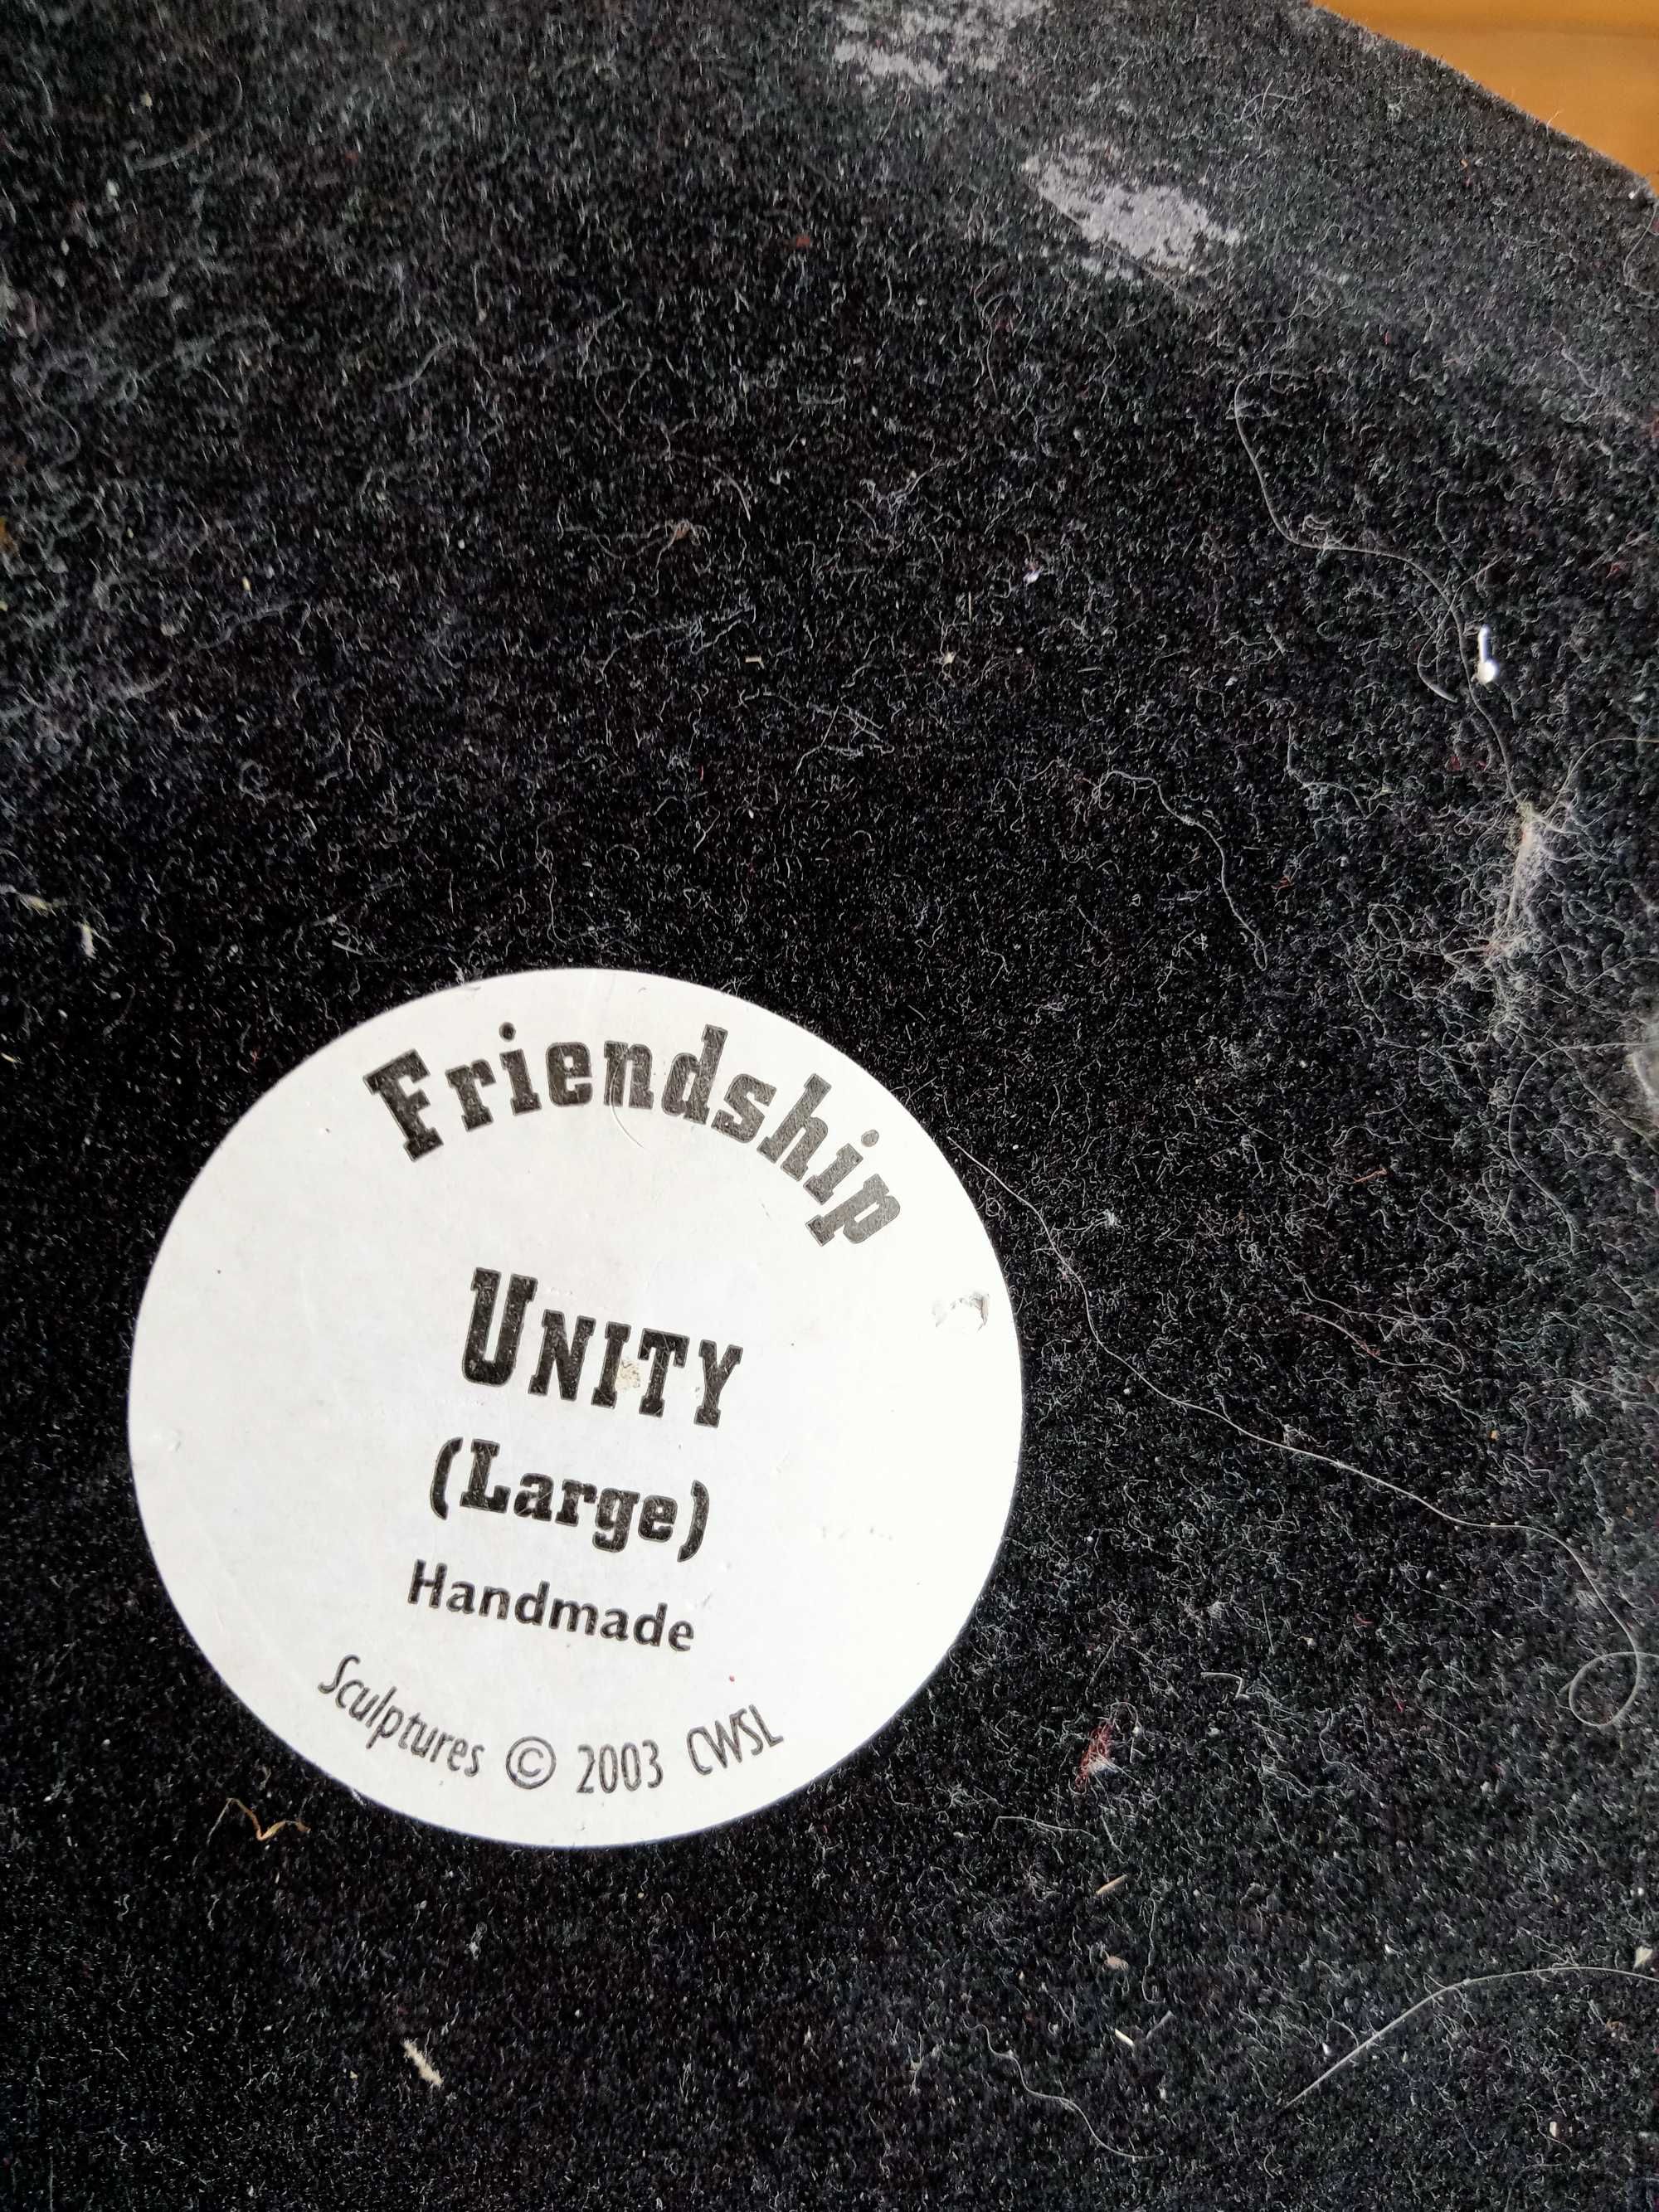 Friendship
UNITY
(Large)
Handmade
Sculptures © 2003 CWSL